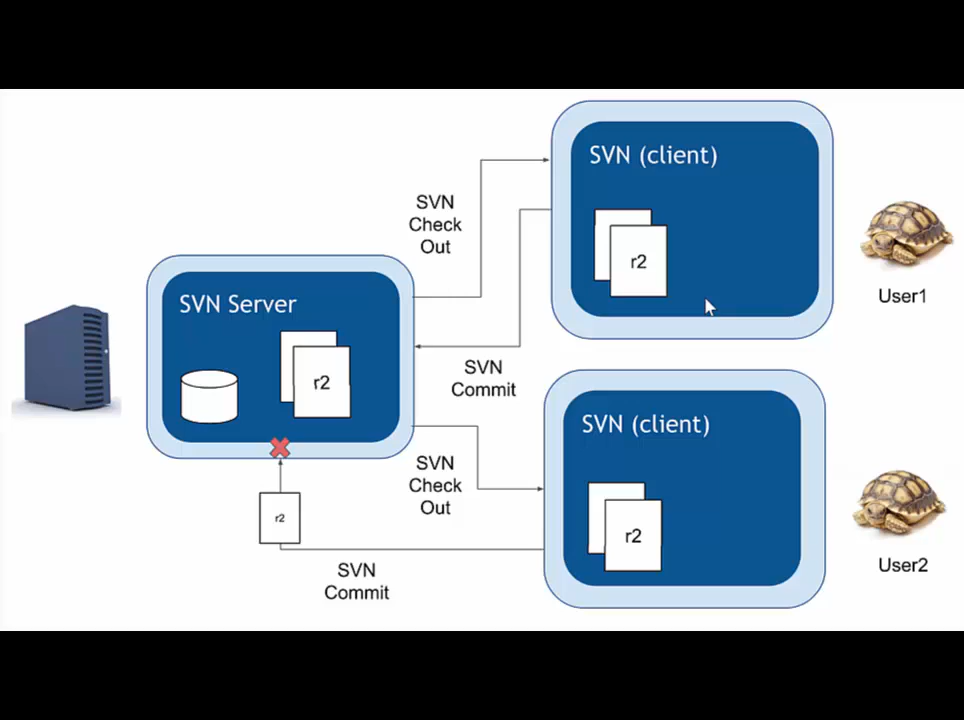 SVN (client)
SVN
Check
Out
r2
User1
SVN Server
r2
SVN
Commit
SVN (client)
SVN
Check
Out
r2
r2
User2
SVN
Commit